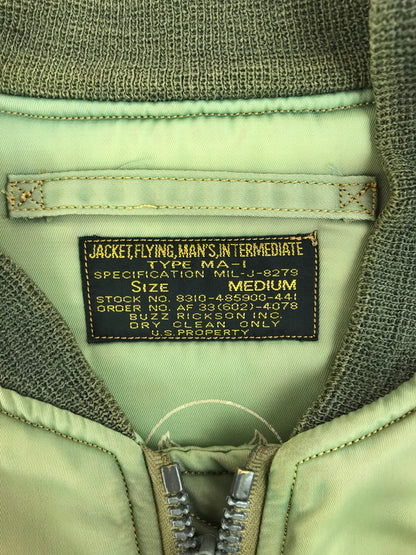 JACKET, FLYING, MAN'S, INTERMEDIATE
TYPE MA-1
SPECIFICATION MIL-J-8279
SIZE MEDIUM
STOCK NO. 8310-485900-441
ORDER NO. AF 33(602)-4078
BUZZ RICKSON INC.
DRY CLEAN ONLY
U.S. PROPERTY